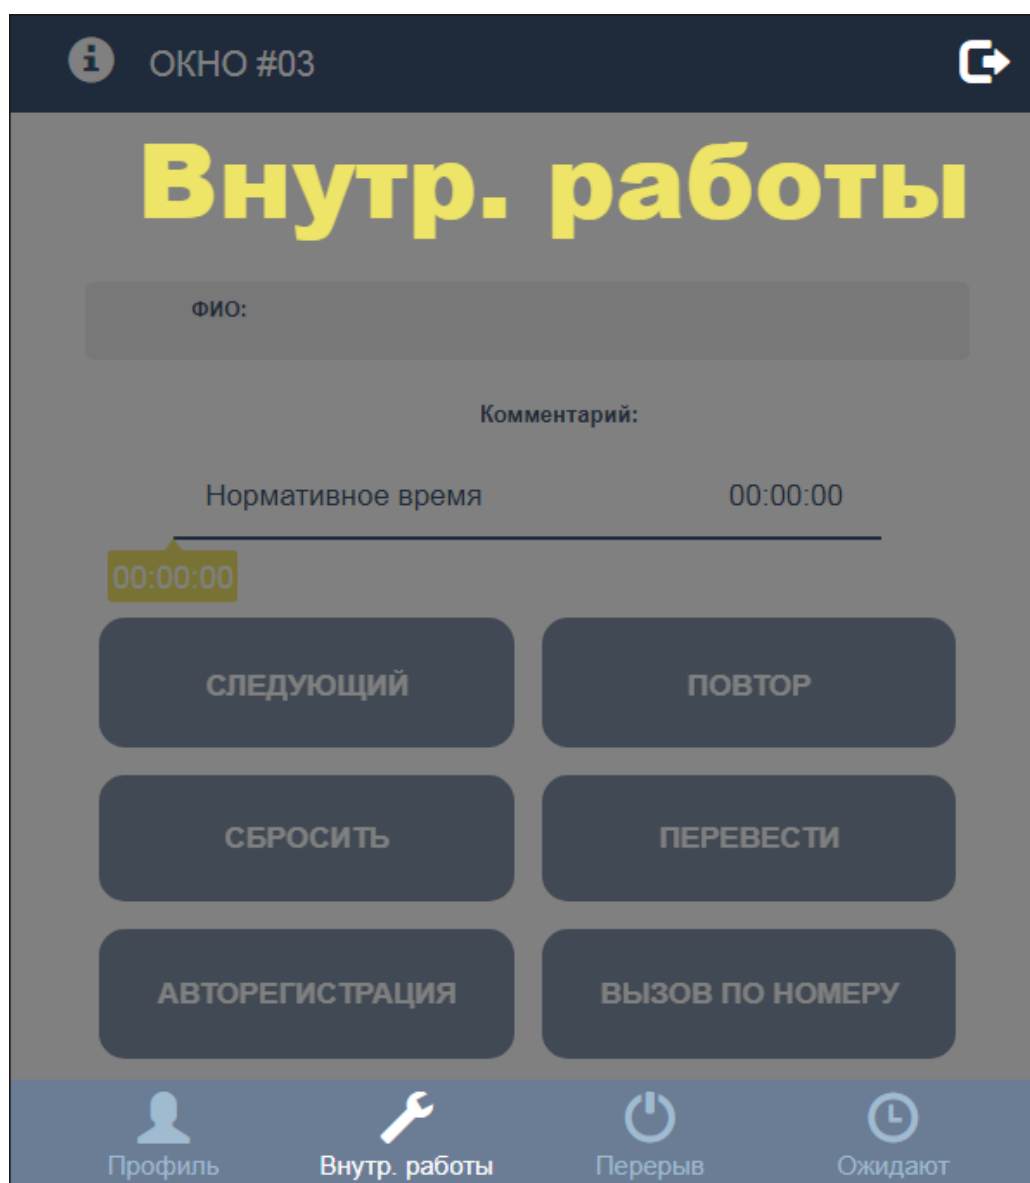 ОКНО #03
Внутр. работы
ФИО:
Комментарий:
Нормативное время 00:00:00
00:00:00
СЛЕДУЮЩИЙ ПОВТОР
СБРОСИТЬ ПЕРЕВЕСТИ
АВТОРЕГИСТРАЦИЯ ВЫЗОВ ПО НОМЕРУ
Профиль Внутр. работы Перерыв Ожидают